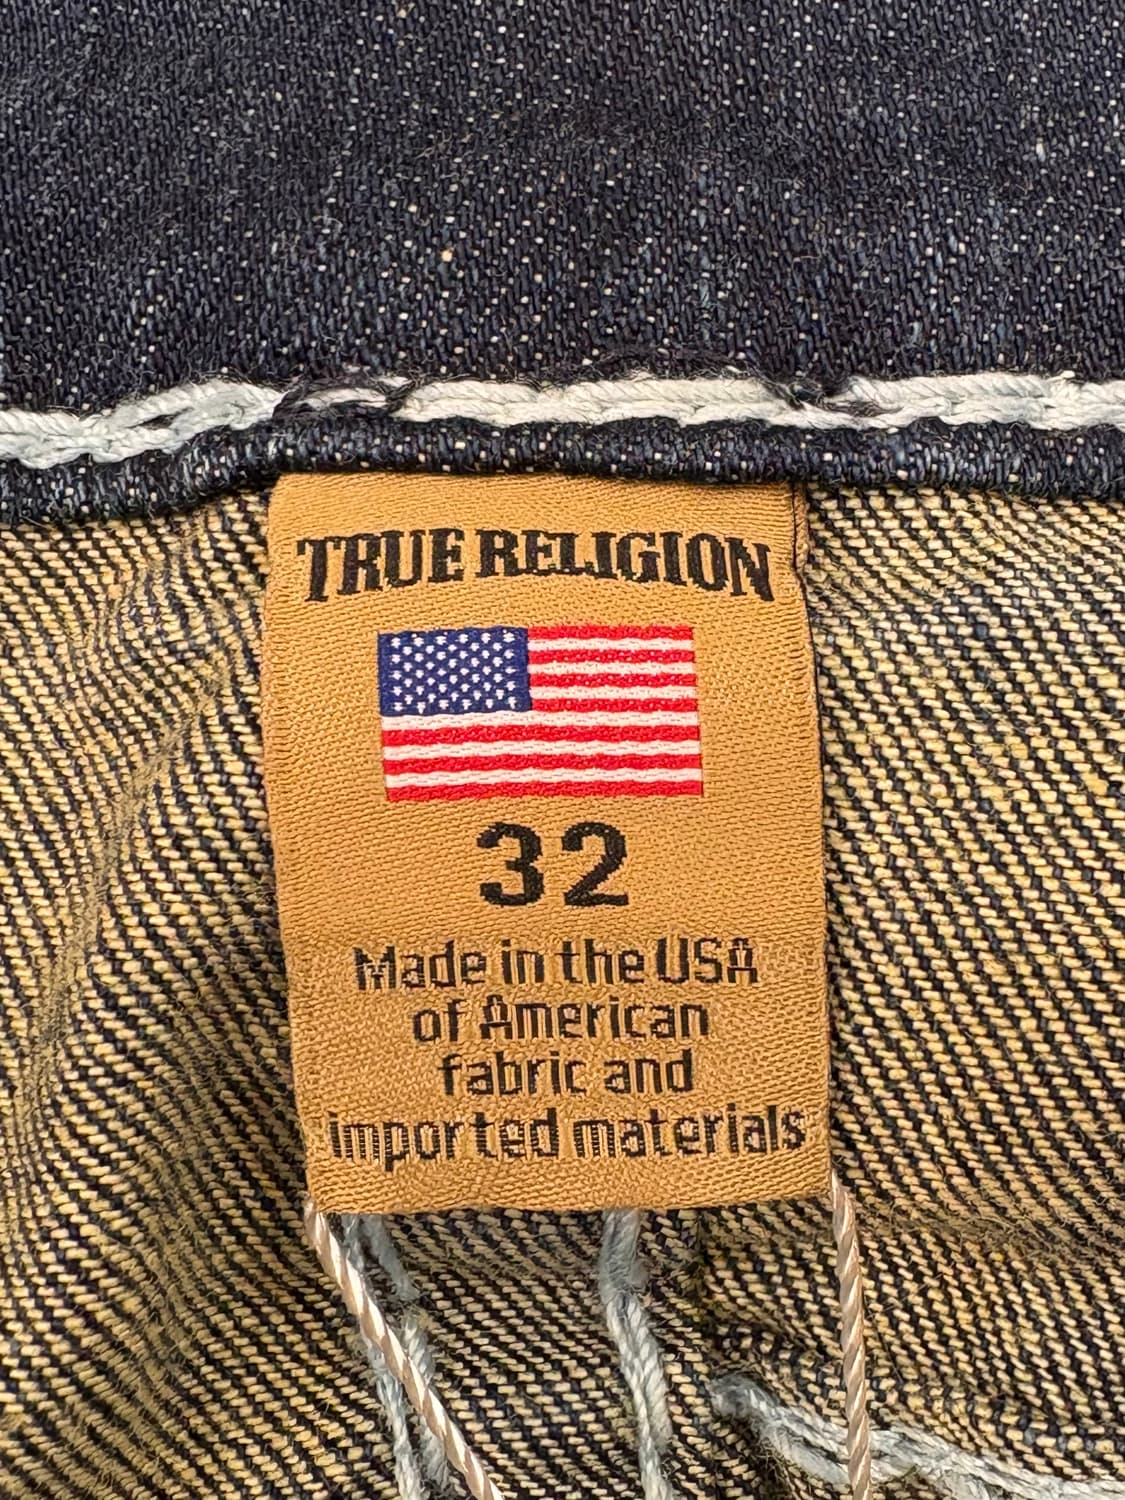 TRUE RELIGION
32
Made in the USA
of American
fabric and
imported materials